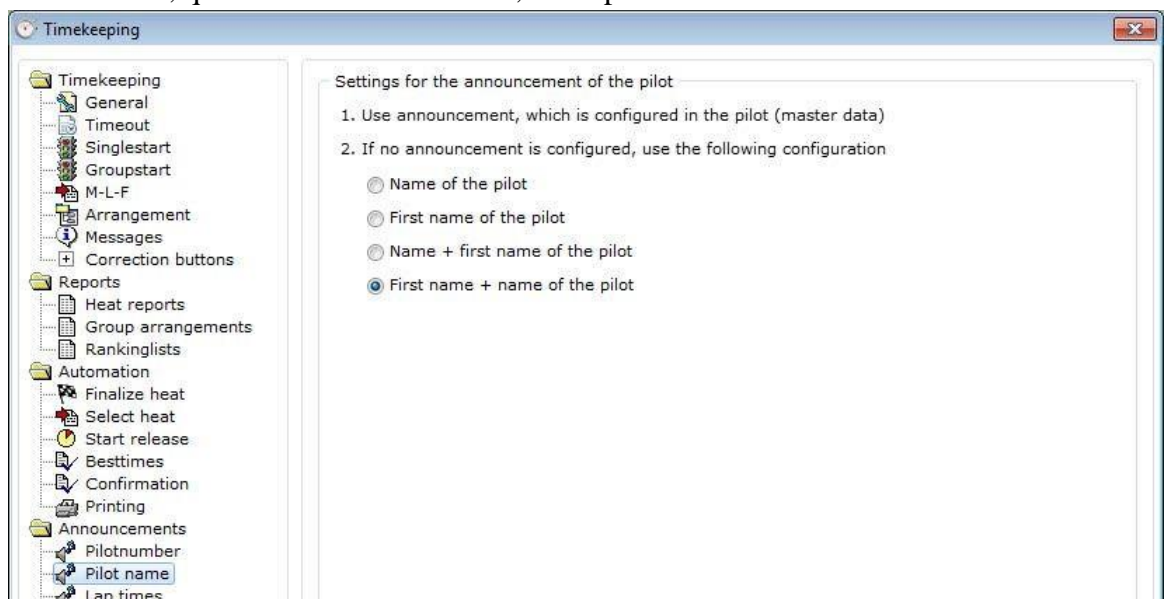 Timekeeping
Timekeeping
General
Timeout
Singlestart
Groupstart
M-L-F
Arrangement
Messages
Correction buttons
Reports
Heat reports
Group arrangements
Rankinglists
Automation
Finalize heat
Select heat
Start release
Besttimes
Confirmation
Printing
Announcements
Pilotnumber
Pilot name
Lap times
Settings for the announcement of the pilot
1. Use announcement, which is configured in the pilot (master data)
2. If no announcement is configured, use the following configuration
Name of the pilot
First name of the pilot
Name + first name of the pilot
First name + name of the pilot